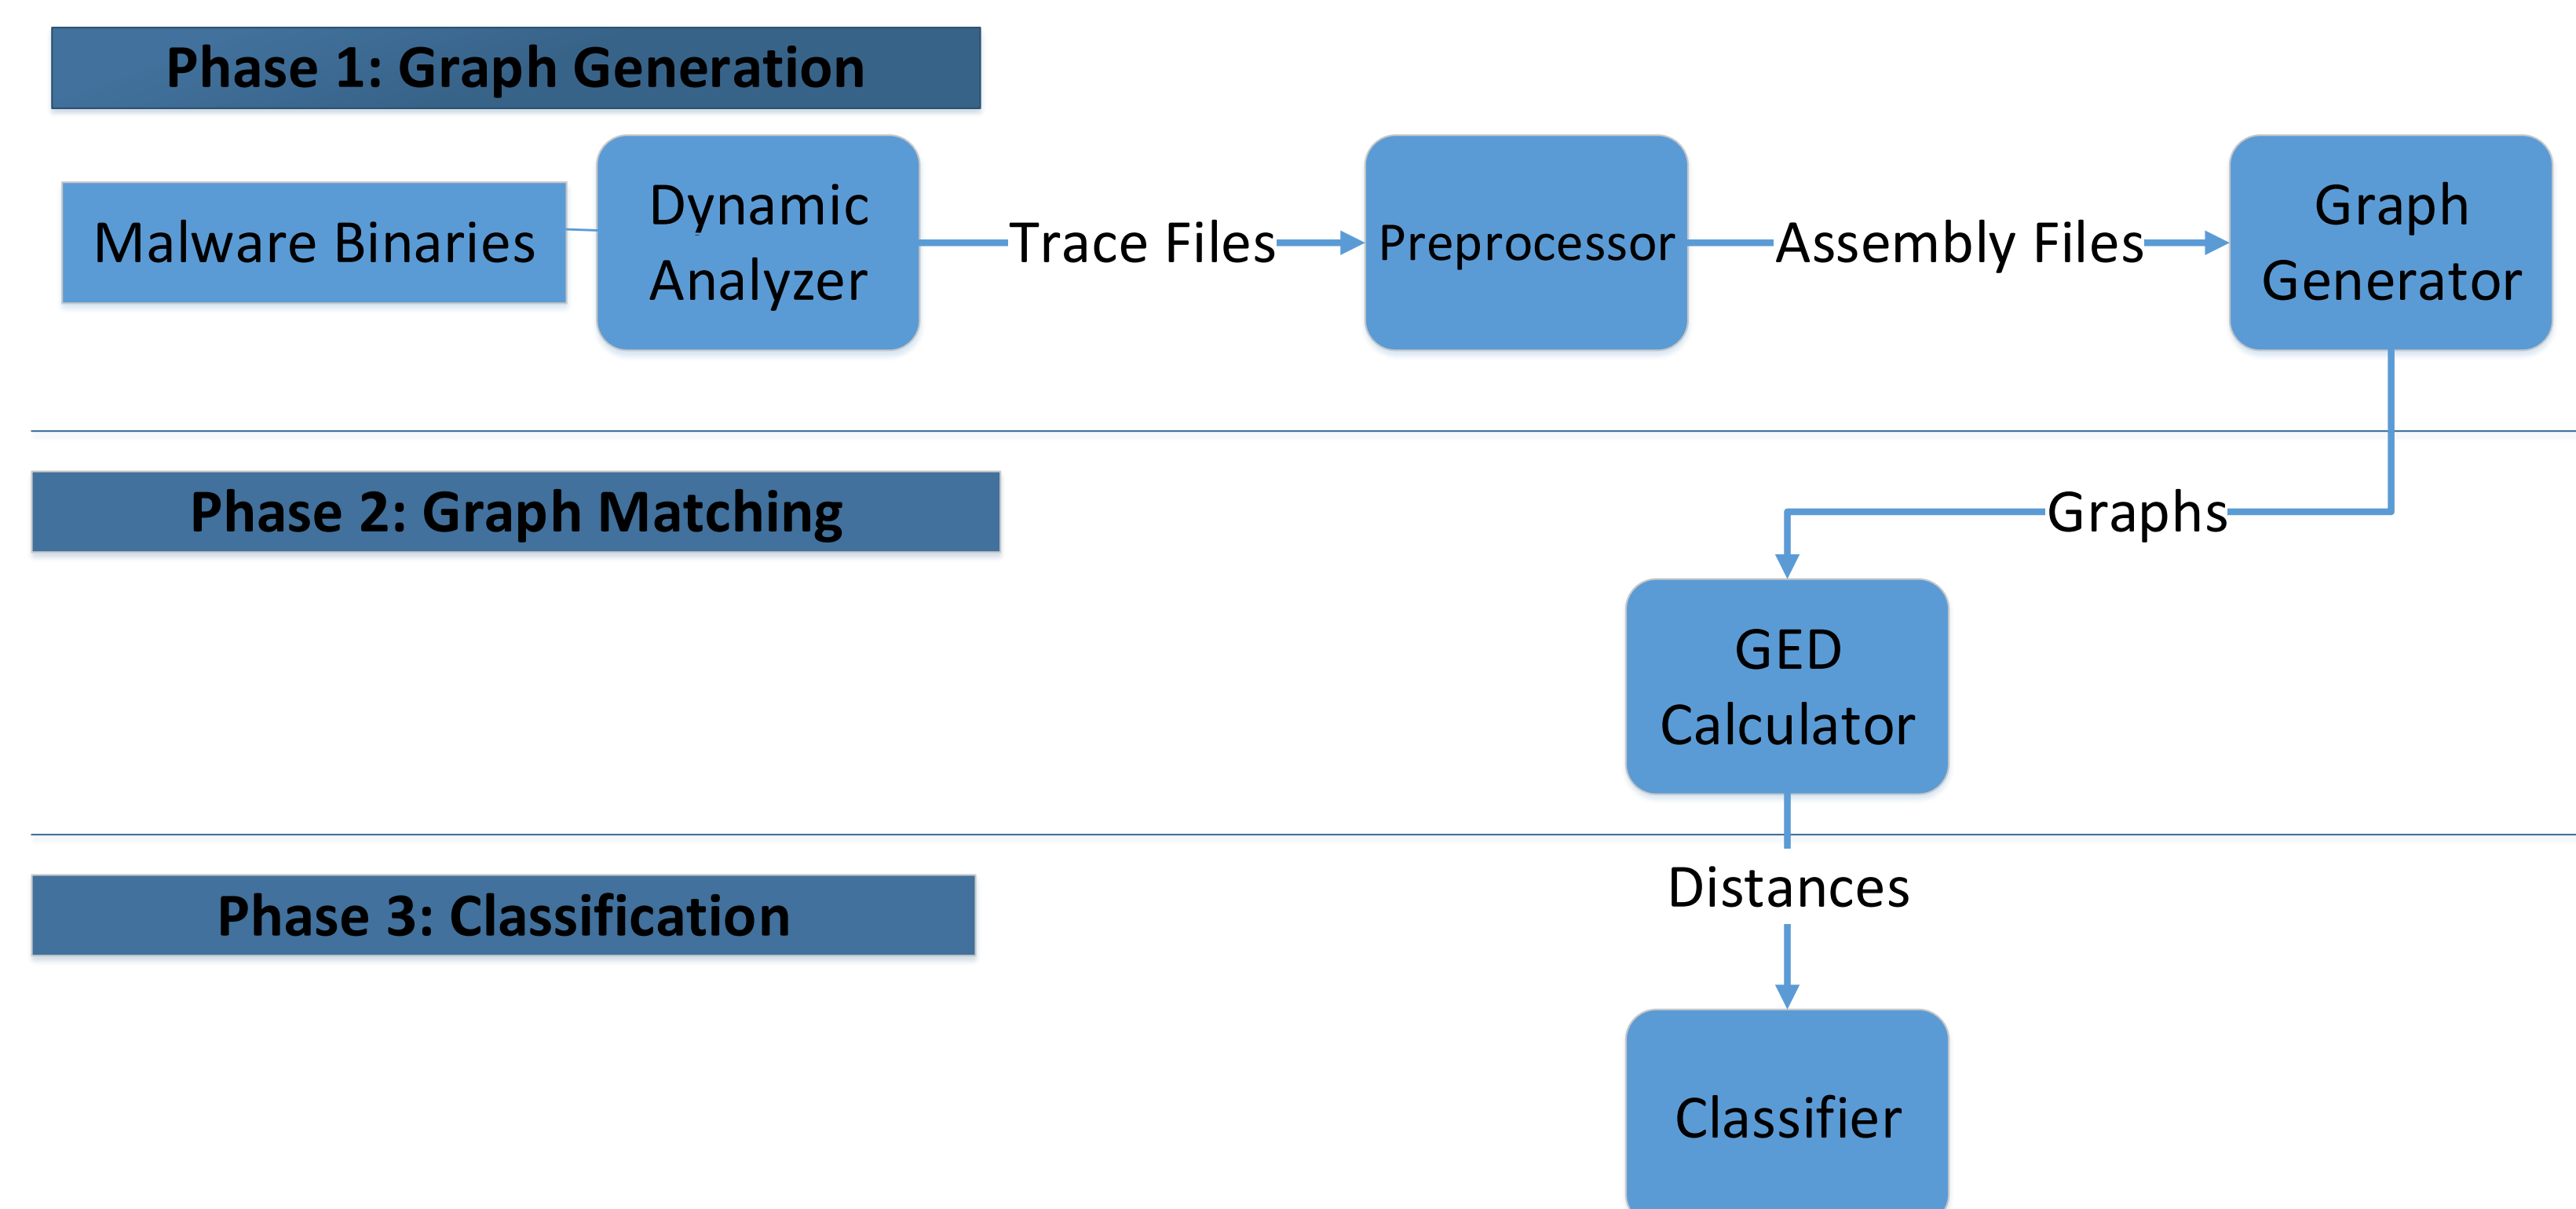 Phase 1: Graph Generation
Malware Binaries
Dynamic
Analyzer
Trace Files
Preprocessor
Assembly Files
Graph
Generator
Phase 2: Graph Matching
Graphs
GED
Calculator
Distances
Phase 3: Classification
Classifier